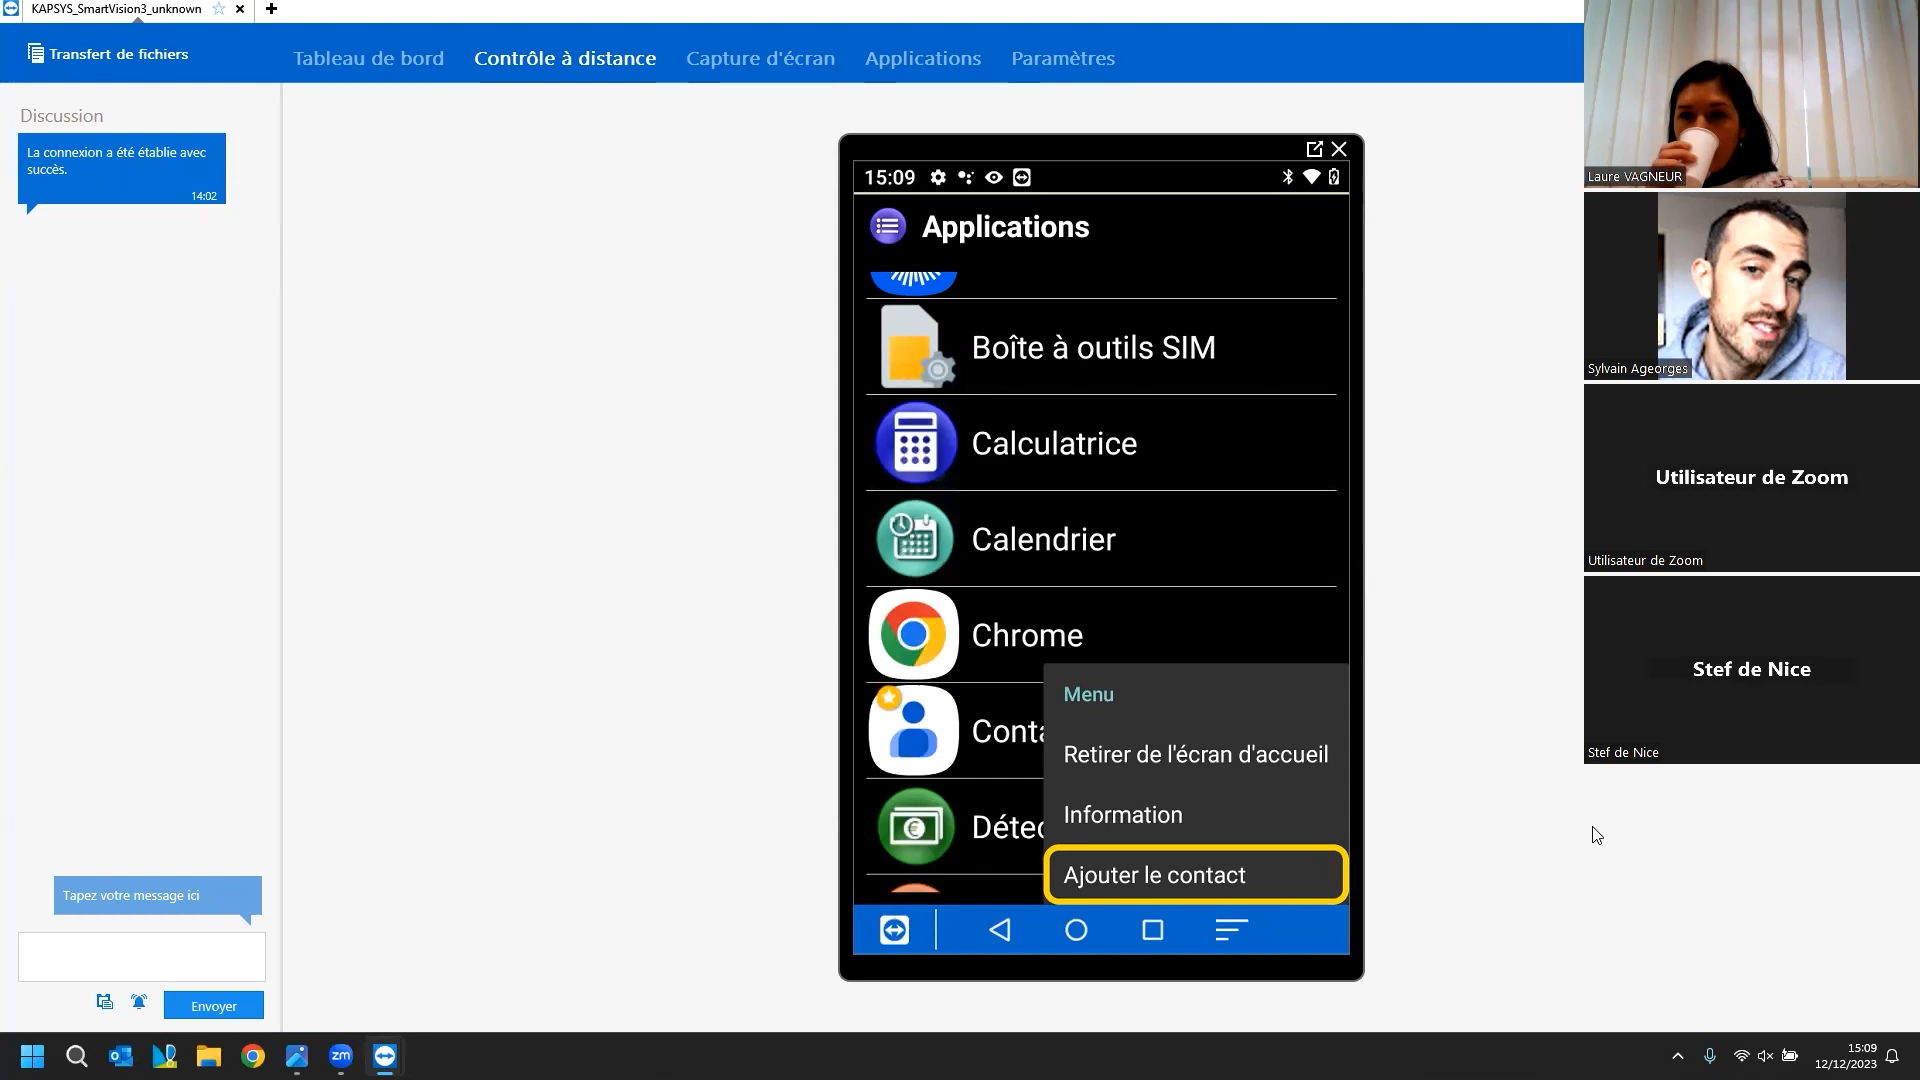 KAPSYS_SmartVision3_unknown
Transfert de fichiers
Tableau de bord
Contrôle à distance
Capture d'écran
Applications
Paramètres
Discussion
La connexion a été établie avec
succès.
14:02
15:09
Applications
Boîte à outils SIM
Calculatrice
Calendrier
Chrome
Conta
Détec
Menu
Retirer de l'écran d'accueil
Information
Ajouter le contact
Tapez votre message ici
Envoyer
Laure VAGNEUR
Sylvain Ageorges
Utilisateur de Zoom
Utilisateur de Zoom
Stef de Nice
Stef de Nice
zm
15:09
12/12/2023